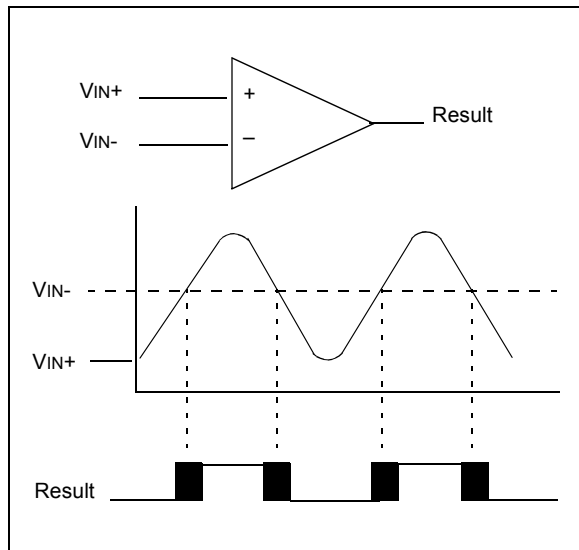 VIN+
+
Result
VIN-
–
VIN-
VIN+
Result